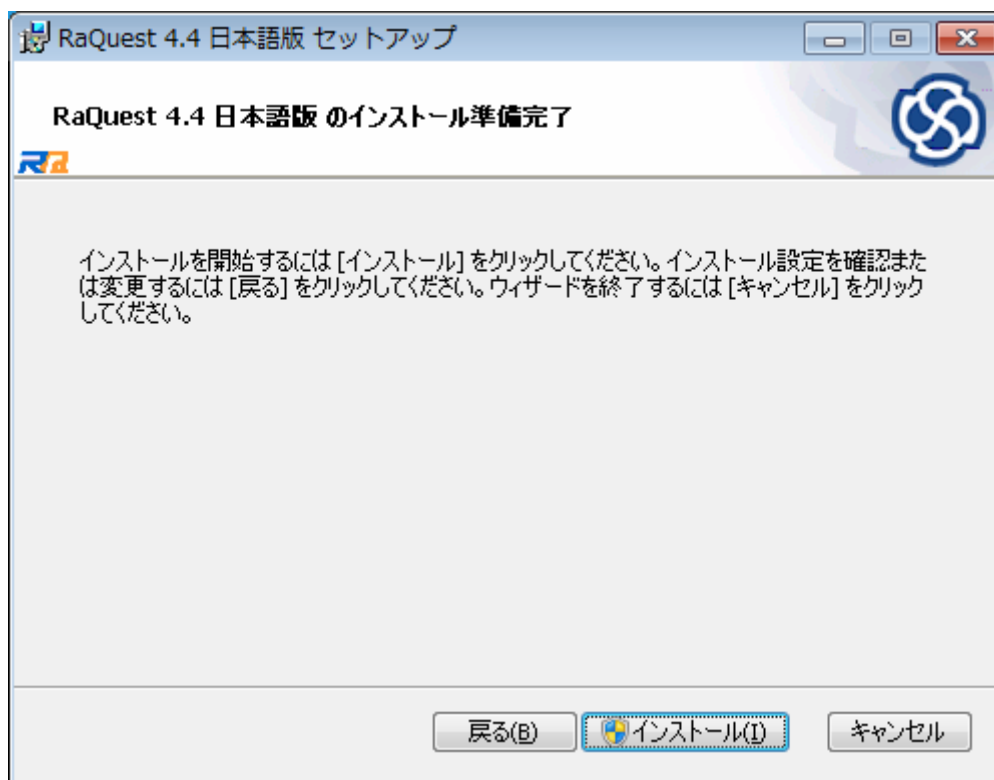 RaQuest 4.4 日本語版 セットアップ
RaQuest 4.4 日本語版 のインストール準備完了
Ra
インストールを開始するには [インストール] をクリックしてください。インストール設定を確認また
は変更するには [戻る] をクリックしてください。ウィザードを終了するには [キャンセル] をクリック
してください。
戻る(B) インストール(I) キャンセル